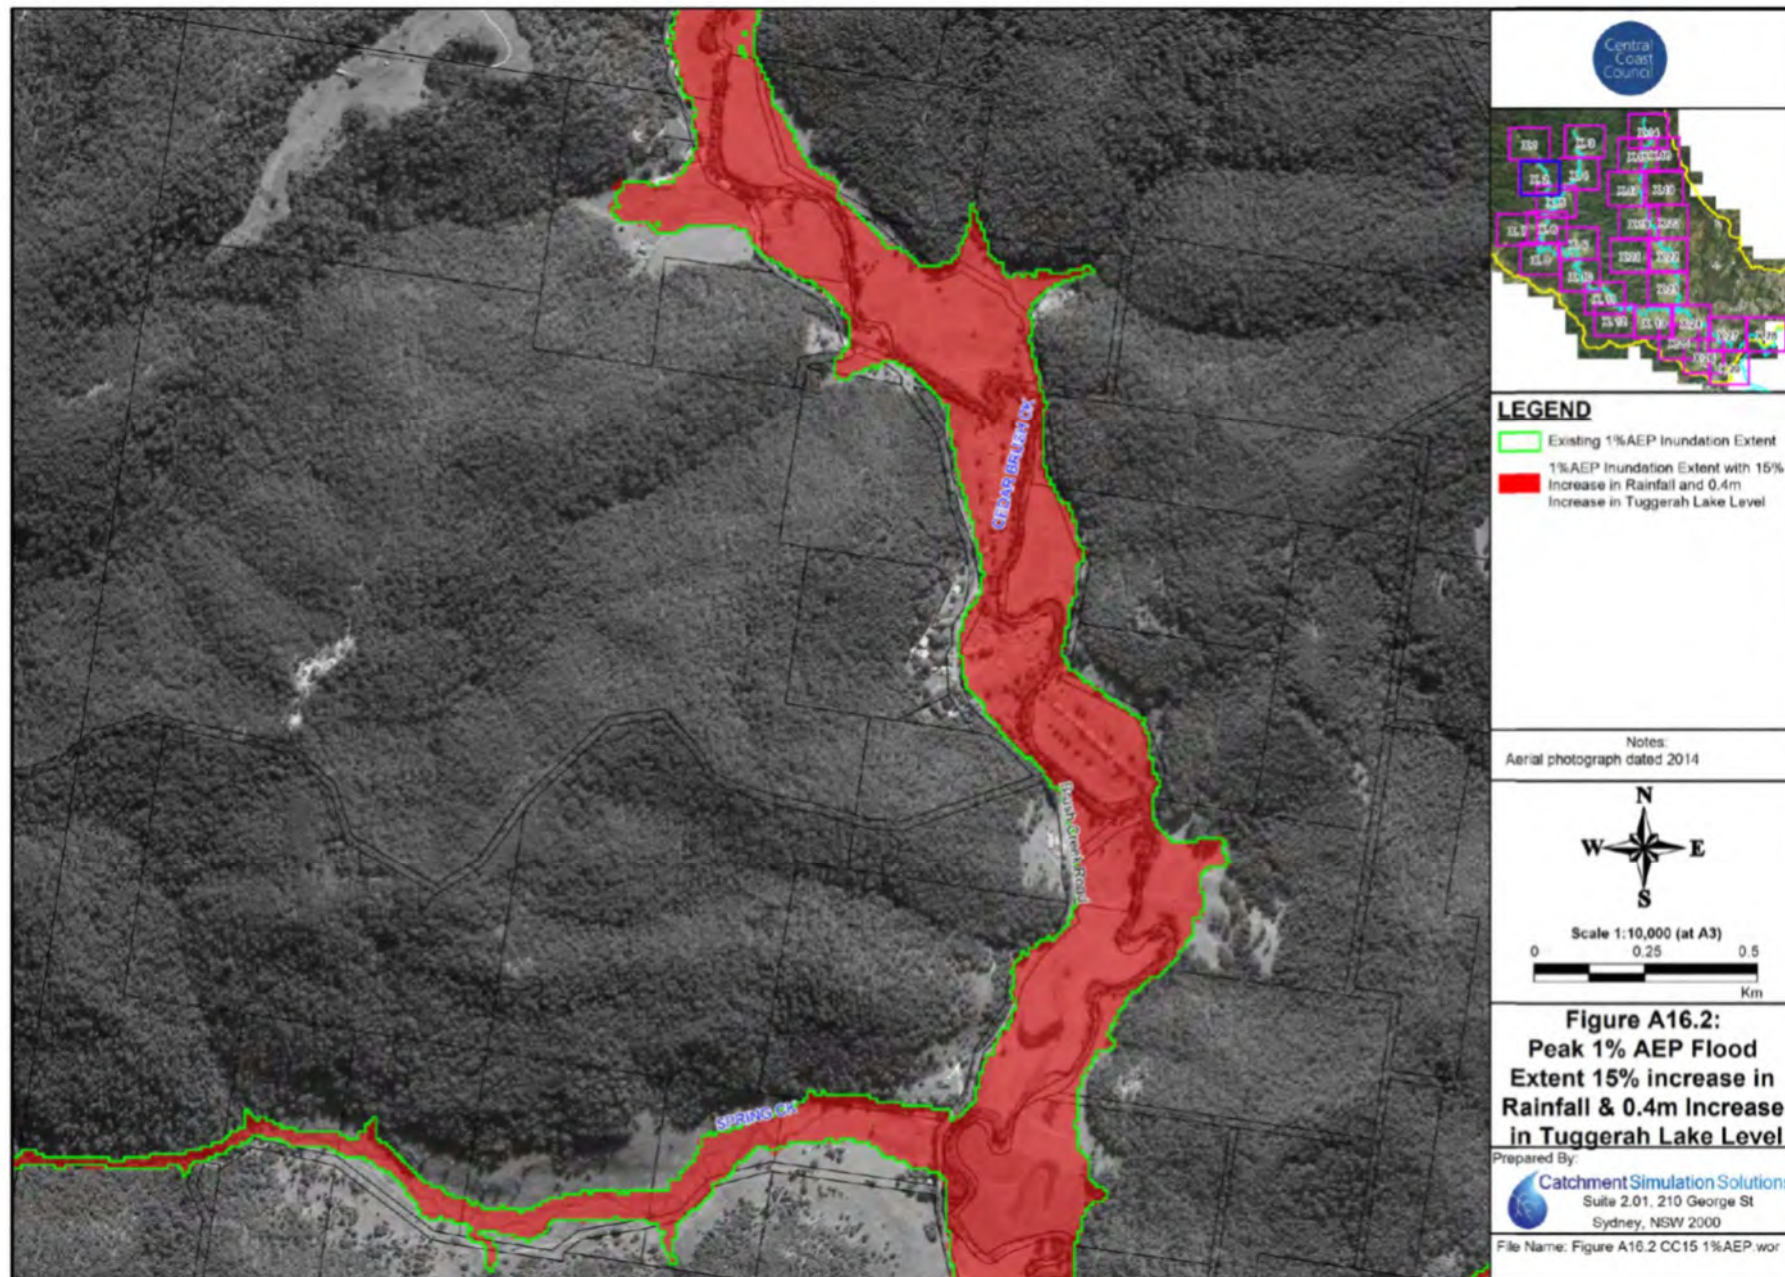 Central
Coast
Council
LEGEND
Existing 1%AEP Inundation Extent
1%AEP Inundation Extent with 15%
Increase in Rainfall and 0.4m
Increase in Tuggerah Lake Level
CEDAR BRUSH CK
Brush Creek Road
SPRING CK
Notes:
Aerial photograph dated 2014
N
W E
S
Scale 1:10,000 (at A3)
0 0.25 0.5
Km
Figure A16.2:
Peak 1% AEP Flood
Extent 15% increase in
Rainfall & 0.4m Increase
in Tuggerah Lake Level
Prepared By:
Catchment Simulation Solutions
Suite 2.01, 210 George St
Sydney, NSW 2000
File Name: Figure A16.2 CC15 1%AEP.wor